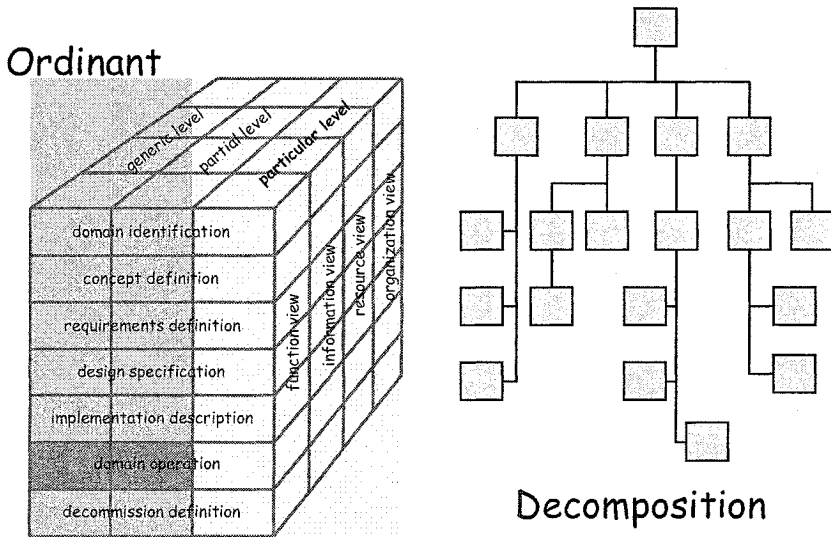 Ordinant
generic level
partial level
particular level
domain identification
concept definition
requirements definition
design specification
implementation description
domain operation
decommission definition
function view
information view
resource view
organization view
Decomposition